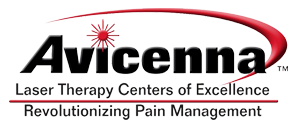 Avicenna™
Laser Therapy Centers of Excellence
Revolutionizing Pain Management